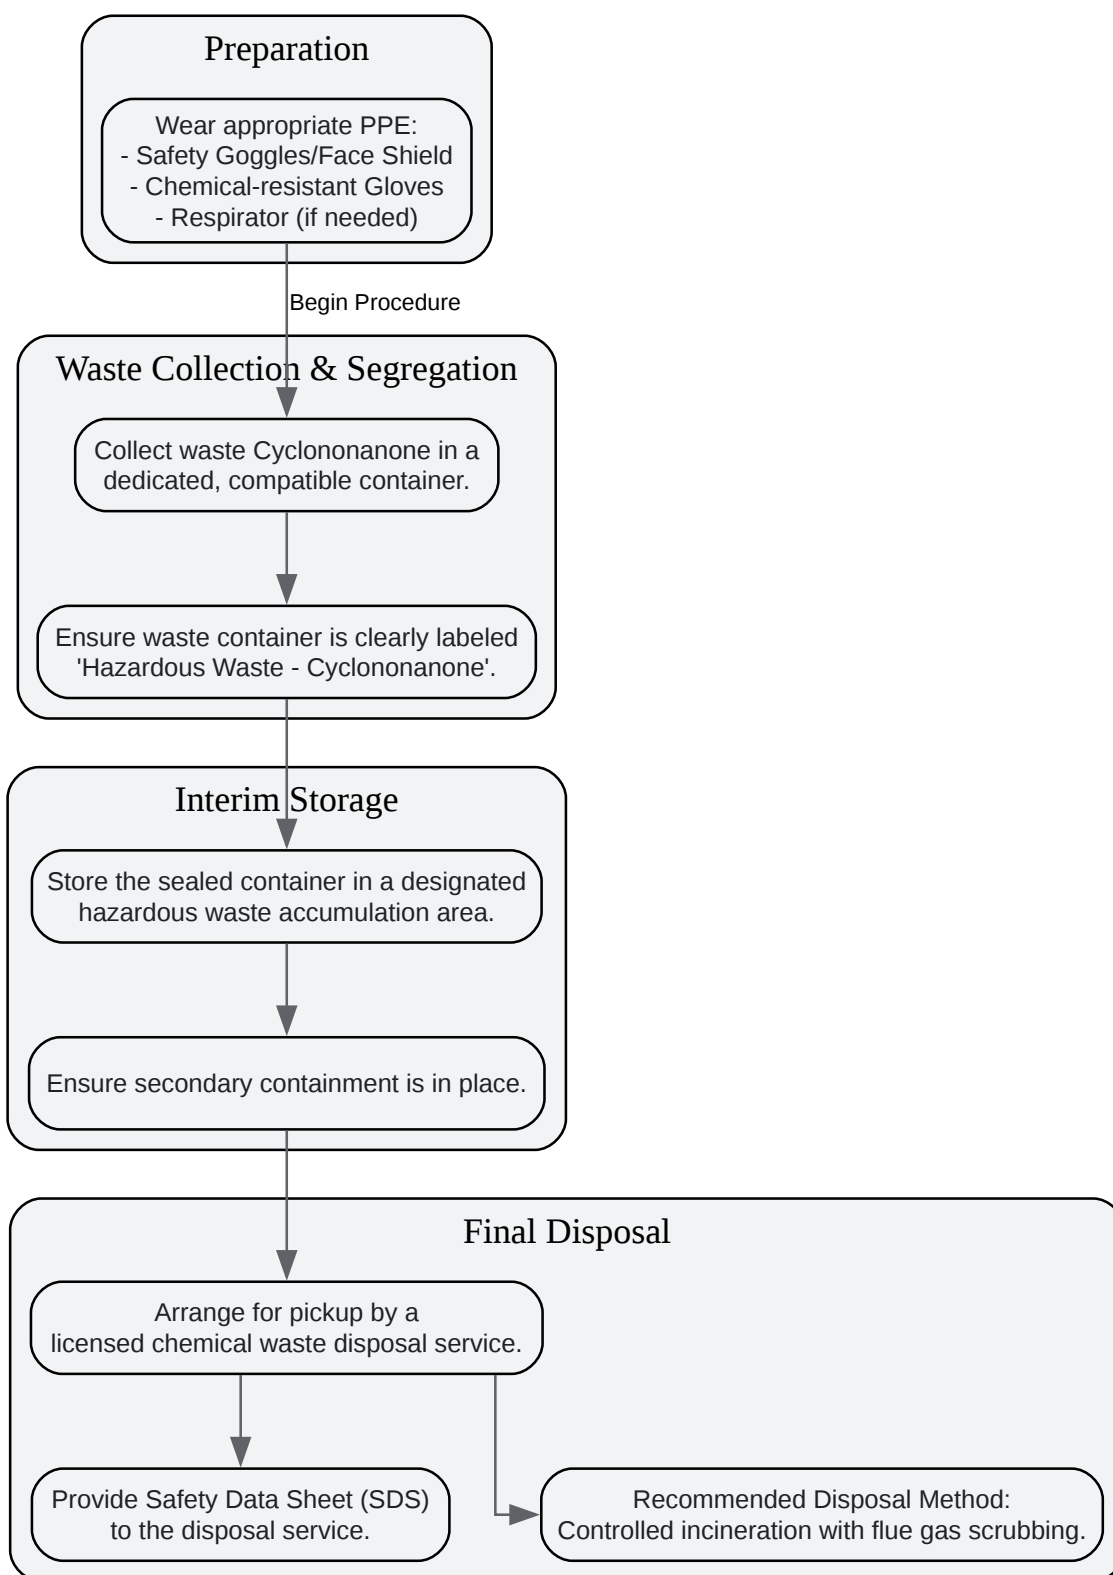 Preparation
Wear appropriate PPE:
- Safety Goggles/Face Shield
- Chemical-resistant Gloves
- Respirator (if needed)
Begin Procedure
Waste Collection & Segregation
Collect waste Cyclononanone in a
dedicated, compatible container.
Ensure waste container is clearly labeled
'Hazardous Waste - Cyclononanone'.
Interim Storage
Store the sealed container in a designated
hazardous waste accumulation area.
Ensure secondary containment is in place.
Final Disposal
Arrange for pickup by a
licensed chemical waste disposal service.
Provide Safety Data Sheet (SDS)
to the disposal service.
Recommended Disposal Method:
Controlled incineration with flue gas scrubbing.